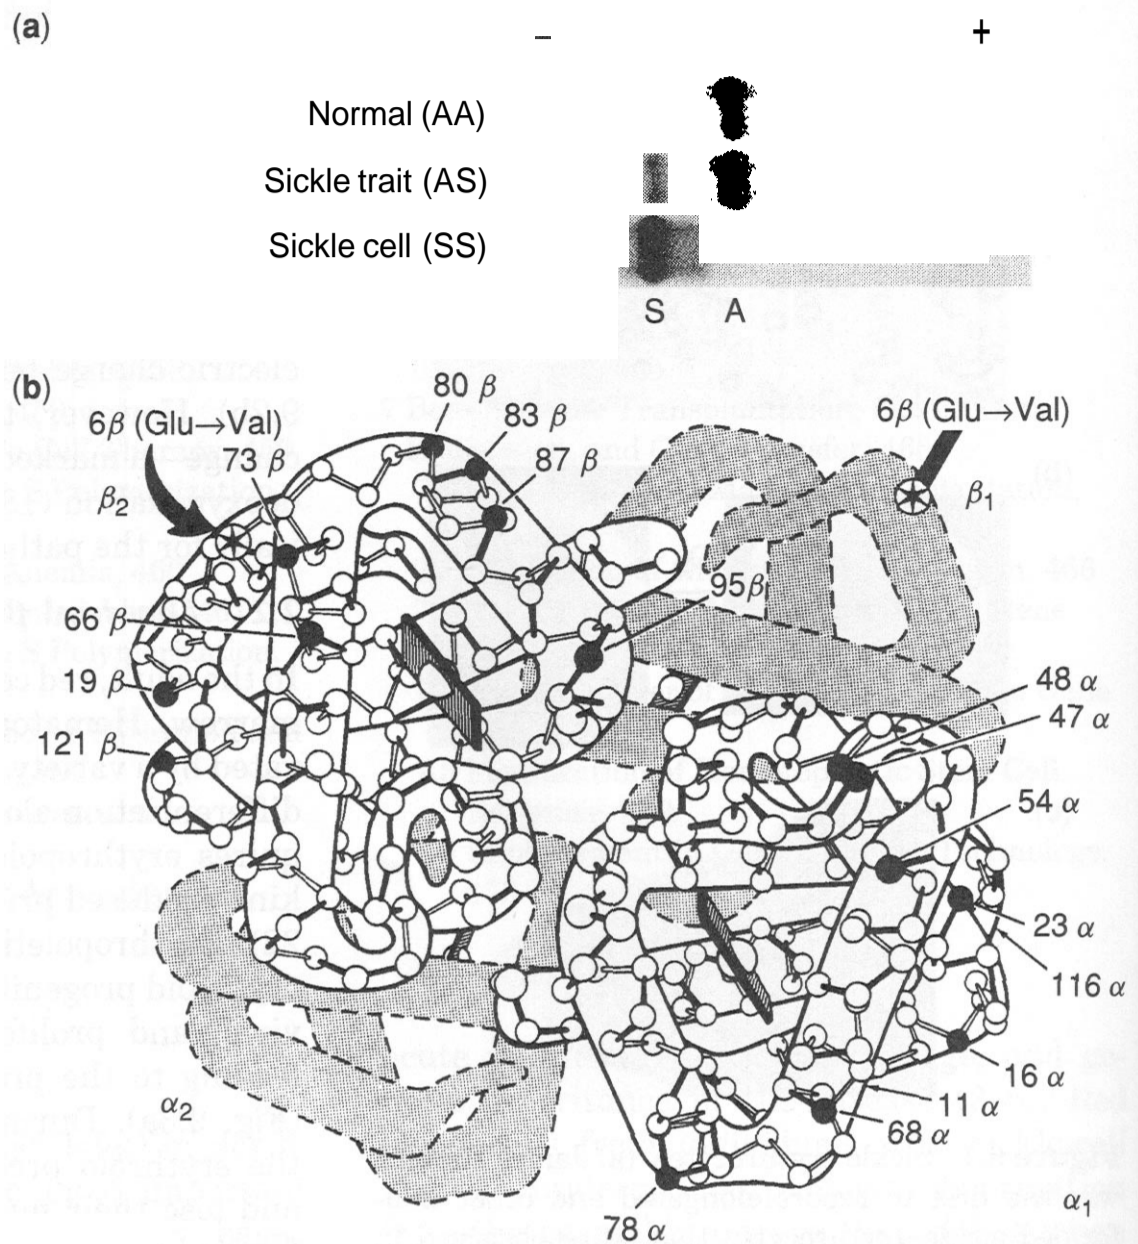 (a)
− +
Normal (AA)
Sickle trait (AS)
Sickle cell (SS)
S A
(b)
80 β
83 β
6β (Glu→Val)
6β (Glu→Val)
73 β
87 β
β2
β1
95β
66 β
19 β
121 β
48 α
47 α
54 α
23 α
116 α
16 α
11 α
68 α
α2
α1
78 α